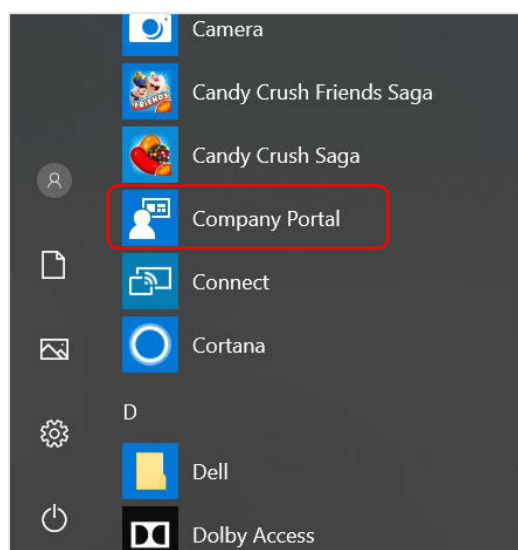 Camera
Candy Crush Friends Saga
Candy Crush Saga
Company Portal
Connect
Cortana
D
Dell
Dolby Access